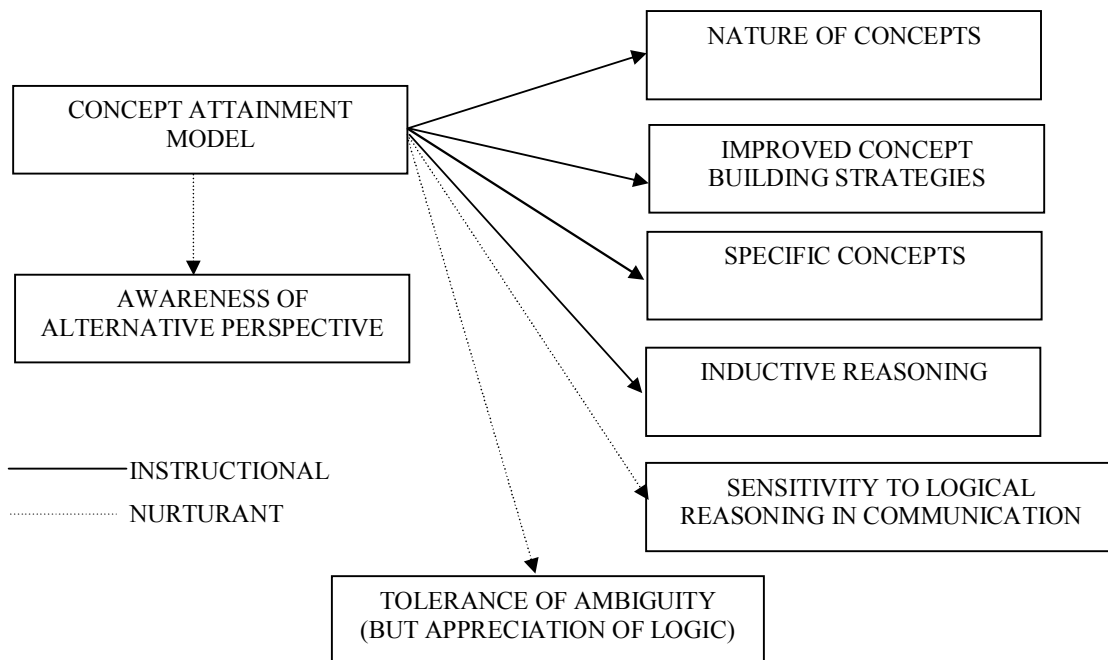 NATURE OF CONCEPTS
CONCEPT ATTAINMENT
MODEL
IMPROVED CONCEPT
BUILDING STRATEGIES
SPECIFIC CONCEPTS
AWARENESS OF
ALTERNATIVE PERSPECTIVE
INDUCTIVE REASONING
INSTRUCTIONAL
NURTURANT
SENSITIVITY TO LOGICAL
REASONING IN COMMUNICATION
TOLERANCE OF AMBIGUITY
(BUT APPRECIATION OF LOGIC)